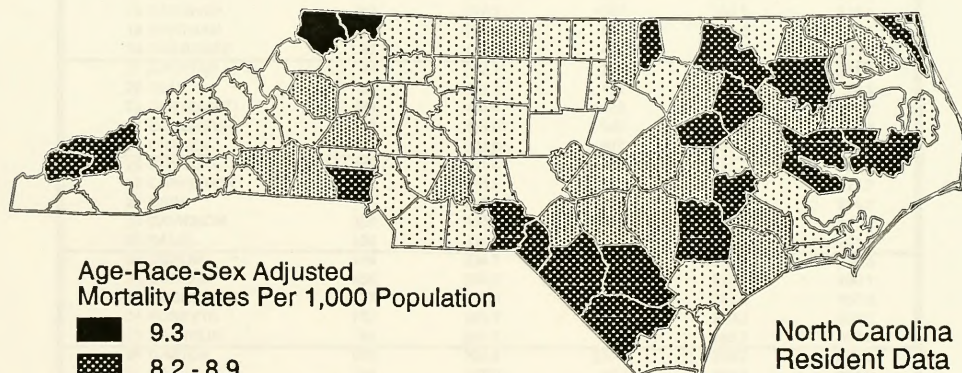 Age-Race-Sex Adjusted
Mortality Rates Per 1,000 Population
9.3
8.2 - 8.9
North Carolina
Resident Data